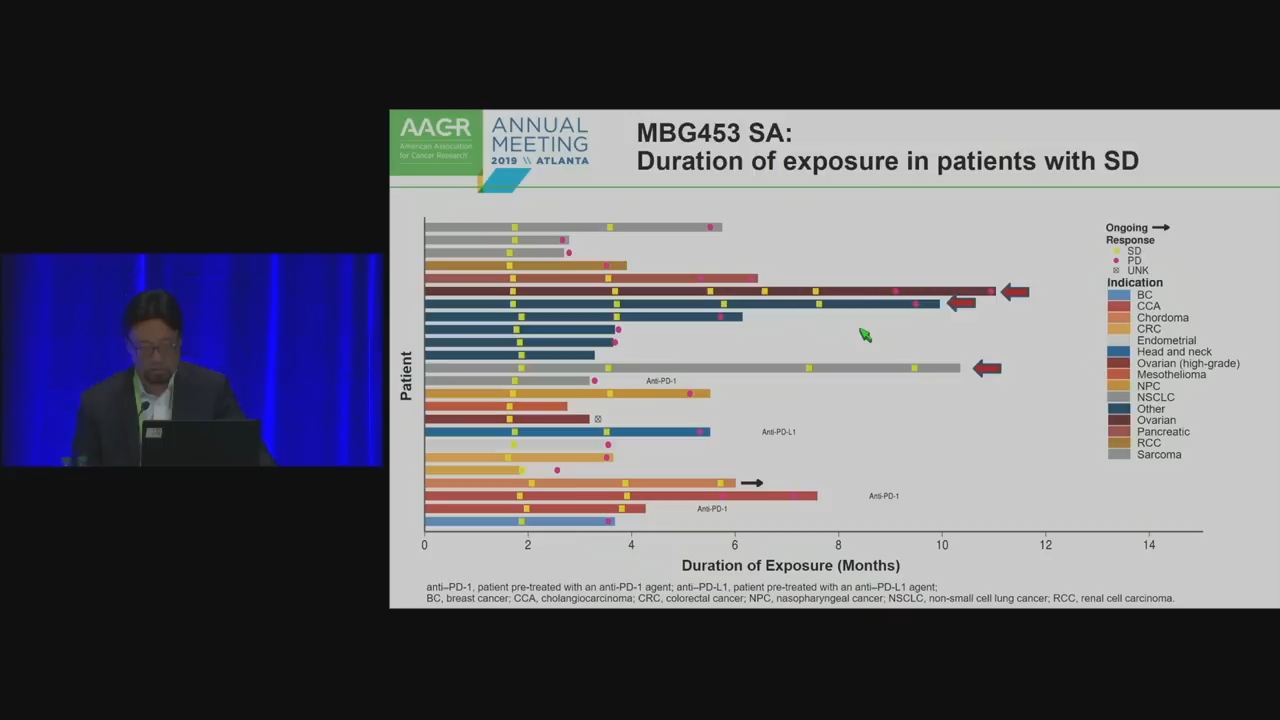 AACR
American Association
for Cancer Research
ANNUAL
MEETING
2019 \\ ATLANTA
MBG453 SA:
Duration of exposure in patients with SD
Ongoing
Response
SD
PD
UNK
Indication
BC
CCA
Chordoma
CRC
Endometrial
Head and neck
Ovarian (high-grade)
Mesothelioma
NPC
NSCLC
Other
Ovarian
Pancreatic
RCC
Sarcoma
Patient
Anti-PD-1
Anti-PD-L1
Anti-PD-1
Anti-PD-1
0 2 4 6 8 10 12 14
Duration of Exposure (Months)
anti–PD-1, patient pre-treated with an anti-PD-1 agent; anti–PD-L1, patient pre-treated with an anti–PD-L1 agent;
BC, breast cancer; CCA, cholangiocarcinoma; CRC, colorectal cancer; NPC, nasopharyngeal cancer; NSCLC, non-small cell lung cancer; RCC, renal cell carcinoma.